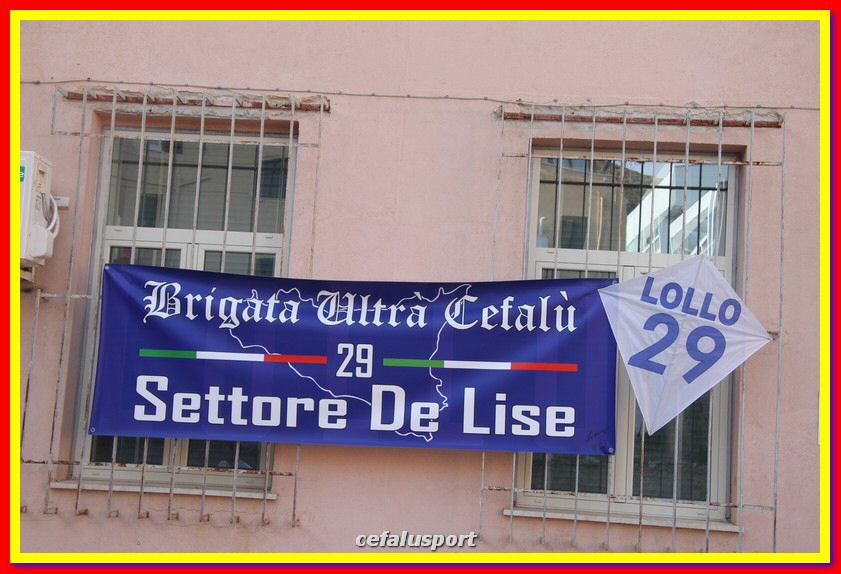 Brigata Ultrà Cefalù
29
Settore De Lise
LOLLO
29
cefalusport